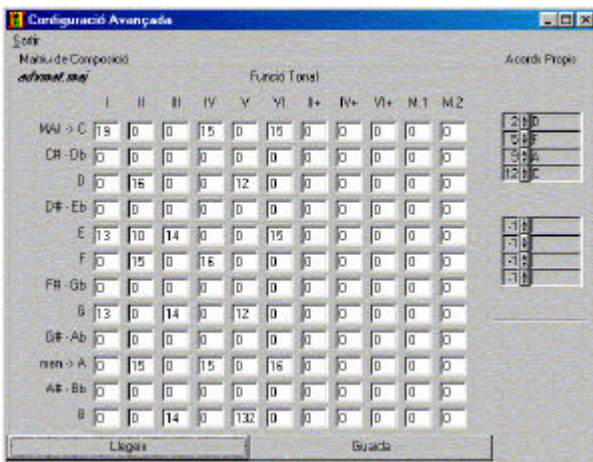 Configuració Avançada
Sortir
Matriu de Composició
advmat.maj
Funció Tonal
Acords Propis
I II III IV V VI II+ IV+ VI+ M.1 M.2
MAJ -> C 19 0 0 15 0 15 0 0 0 0 0
C# - Db 0 0 0 0 0 0 0 0 0 0 0
D 0 16 0 0 12 0 0 0 0 0 0
D# - Eb 0 0 0 0 0 0 0 0 0 0 0
E 13 10 14 0 0 15 0 0 0 0 0
F 0 15 0 16 0 0 0 0 0 0 0
F# - Gb 0 0 0 0 0 0 0 0 0 0 0
G 13 0 14 0 12 0 0 0 0 0 0
G# - Ab 0 0 0 0 0 0 0 0 0 0 0
men -> A 0 15 0 15 0 16 0 0 0 0 0
A# - Bb 0 0 0 0 0 0 0 0 0 0 0
B 0 0 14 0 132 0 0 0 0 0 0
2 D
5 F
9 A
12 C
-1
-1
-1
-1
Llegeix
Guarda